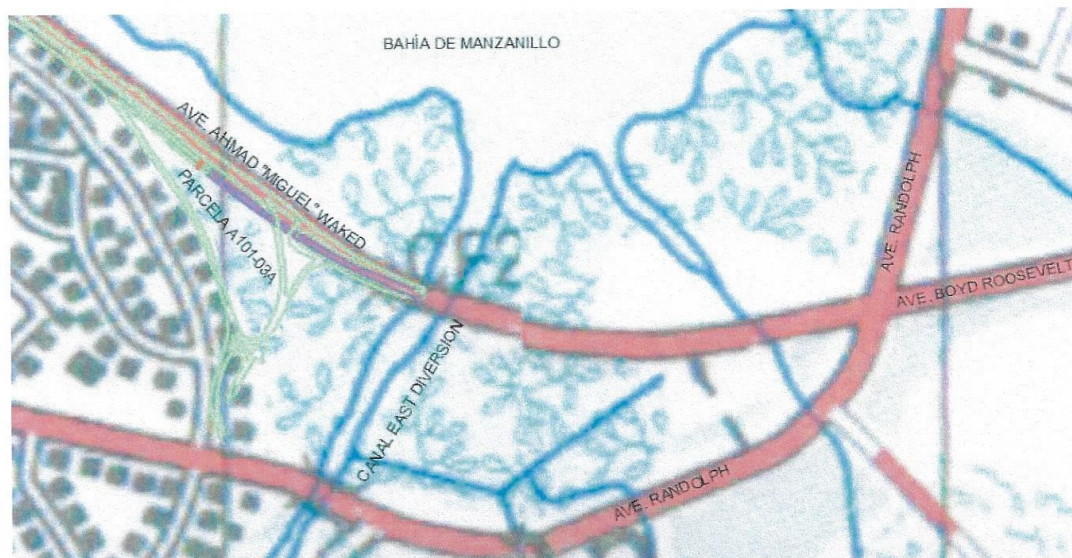 BAHÍA DE MANZANILLO
AVE. AHMAD "MIGUEL" WAKED
PARCELA A101-03A
AVE. RANDOLPH
AVE. BOYD ROOSEVELT
CANAL EAST DIVERSION
AVE. RANDOLPH